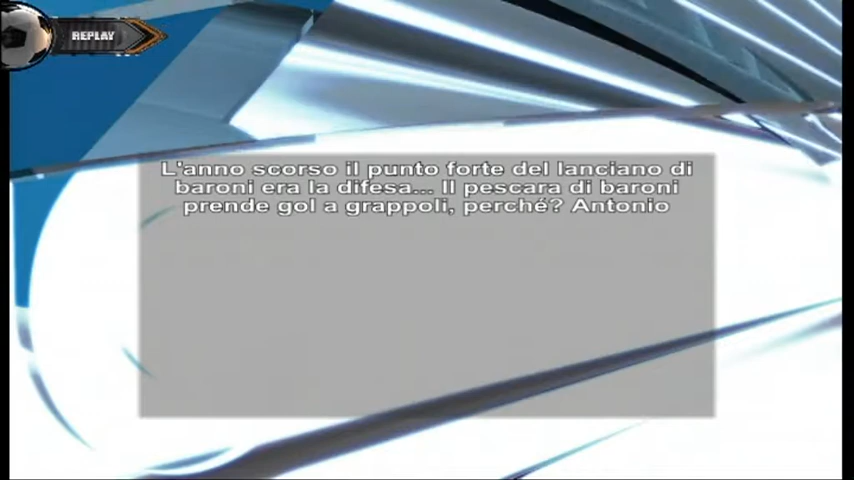 REPLAY
L'anno scorso il punto forte del lanciano di
baroni era la difesa... Il pescara di baroni
prende gol a grappoli, perché? Antonio